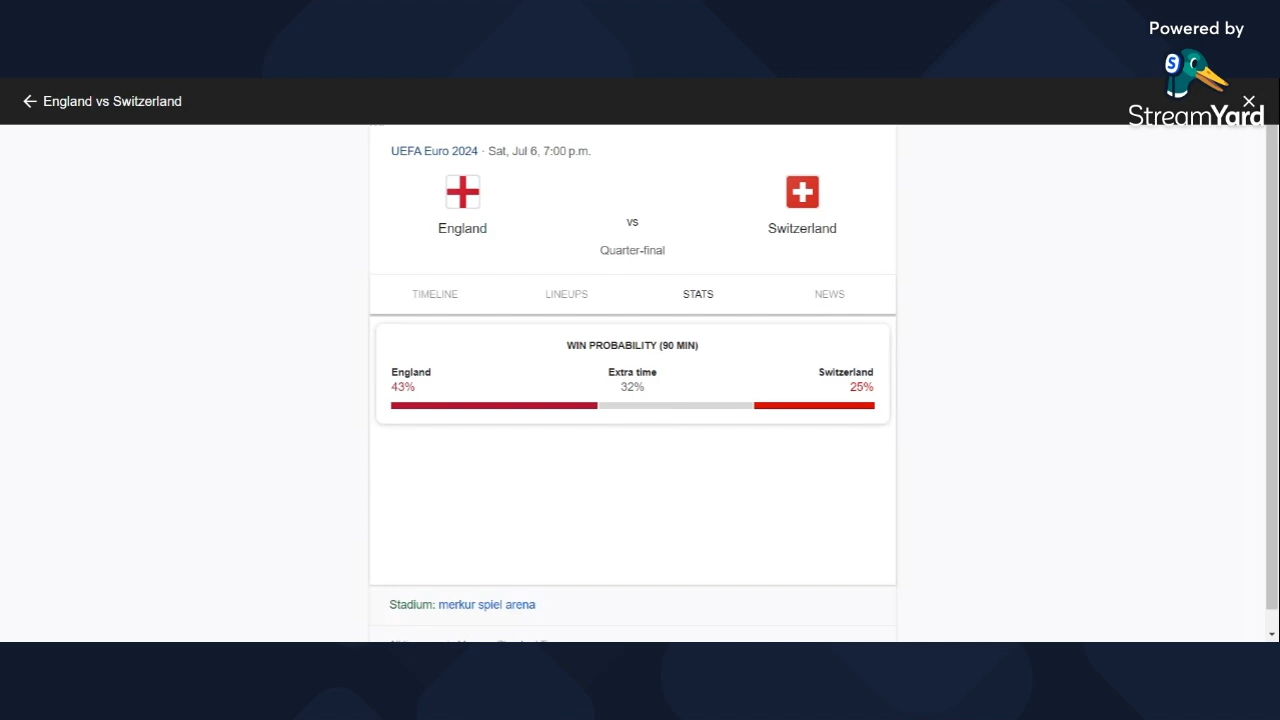 Powered by
S
StreamYard
England vs Switzerland
UEFA Euro 2024 · Sat, Jul 6, 7:00 p.m.
England
vs
Switzerland
Quarter-final
TIMELINE
LINEUPS
STATS
NEWS
WIN PROBABILITY (90 MIN)
England
Extra time
Switzerland
43%
32%
25%
Stadium: merkur spiel arena